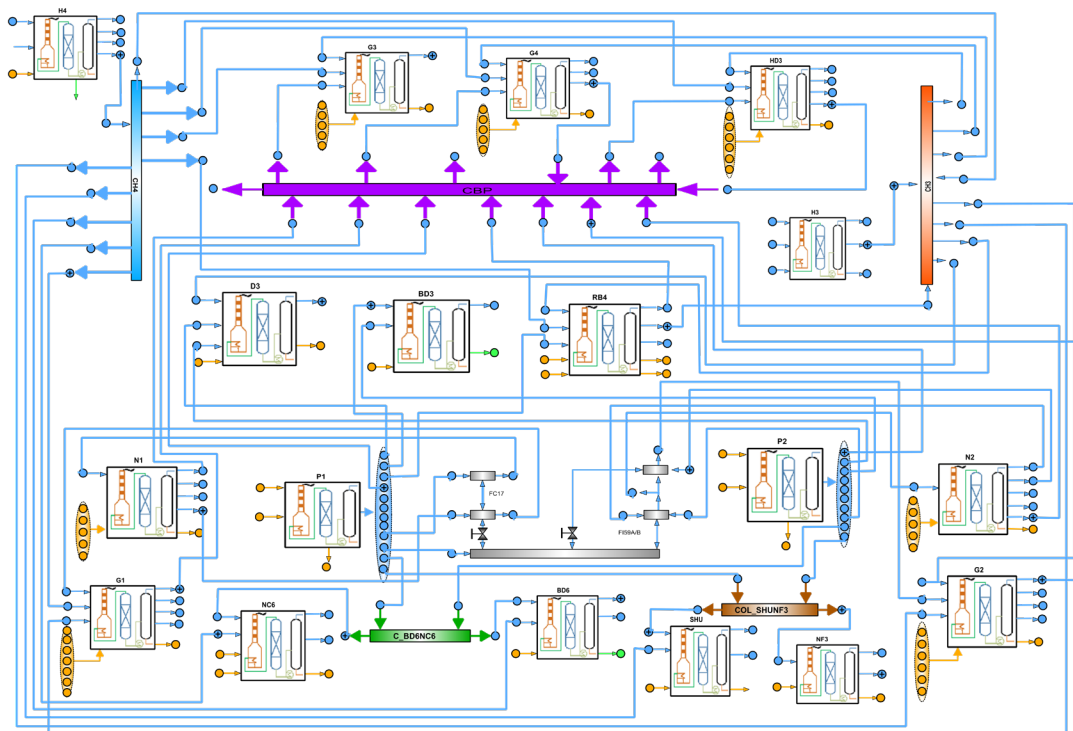 H4
G3
G4
HD3
CH4
CH3
CBP
H3
D3
BD3
RB4
N1
P1
FC17
P2
N2
FI59A/B
G1
NC6
C_BD6NC6
BD6
COL_SHUNF3
SHU
NF3
G2